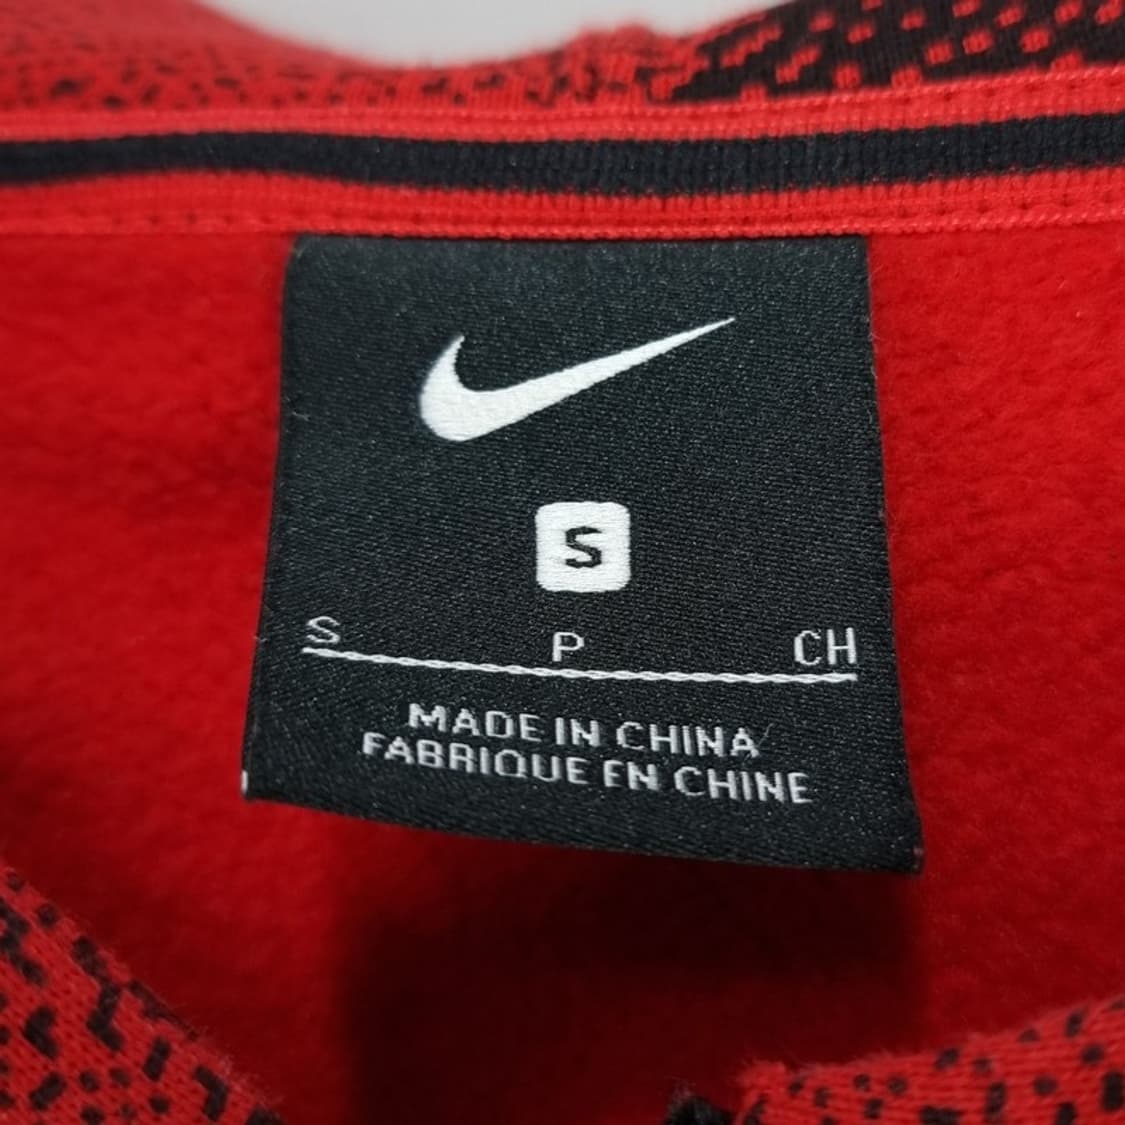 S
S P CH
MADE IN CHINA
FABRIQUE EN CHINE